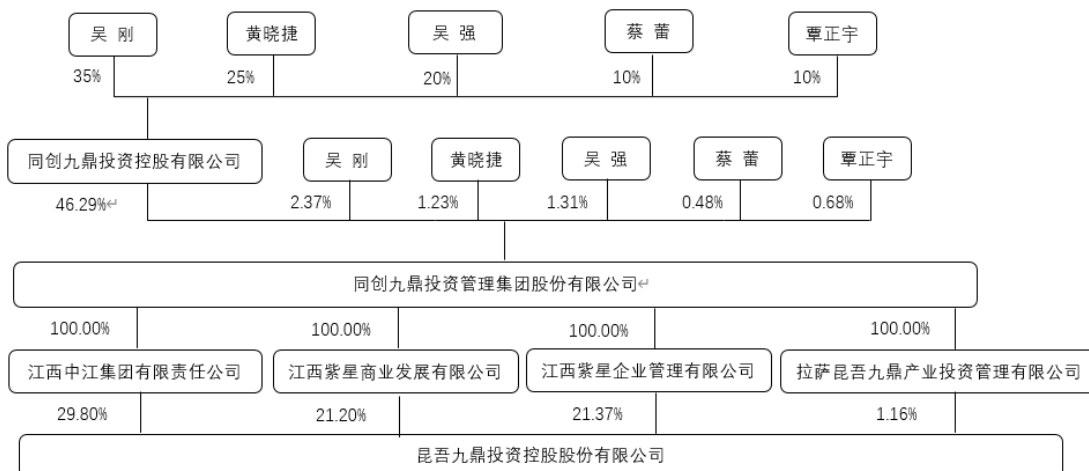 吴 刚
黄晓捷
吴 强
蔡 蕾
覃正宇
35%
25%
20%
10%
10%
同创九鼎投资控股有限公司
吴 刚
黄晓捷
吴 强
蔡 蕾
覃正宇
46.29%↵
2.37%
1.23%
1.31%
0.48%
0.68%
同创九鼎投资管理集团股份有限公司↵
100.00%
100.00%
100.00%
100.00%
江西中江集团有限责任公司
江西紫星商业发展有限公司
江西紫星企业管理有限公司
拉萨昆吾九鼎产业投资管理有限公司
29.80%
21.20%
21.37%
1.16%
昆吾九鼎投资控股股份有限公司